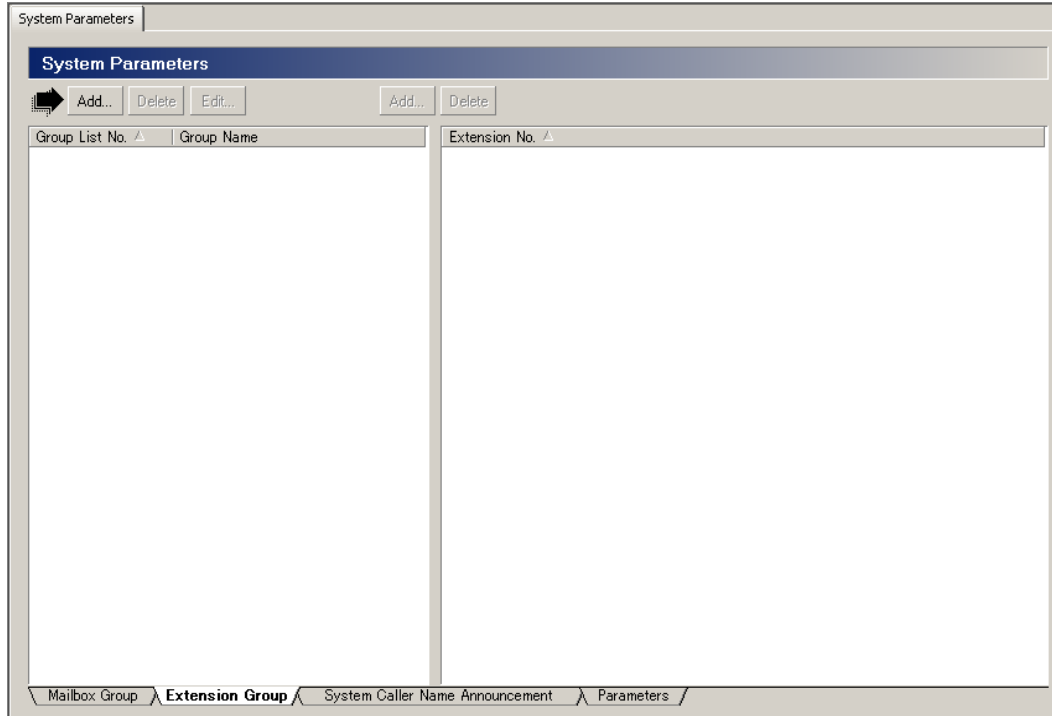 System Parameters
System Parameters
Add... Delete Edit... Add... Delete
Group List No. Group Name Extension No.
Mailbox Group Extension Group System Caller Name Announcement Parameters